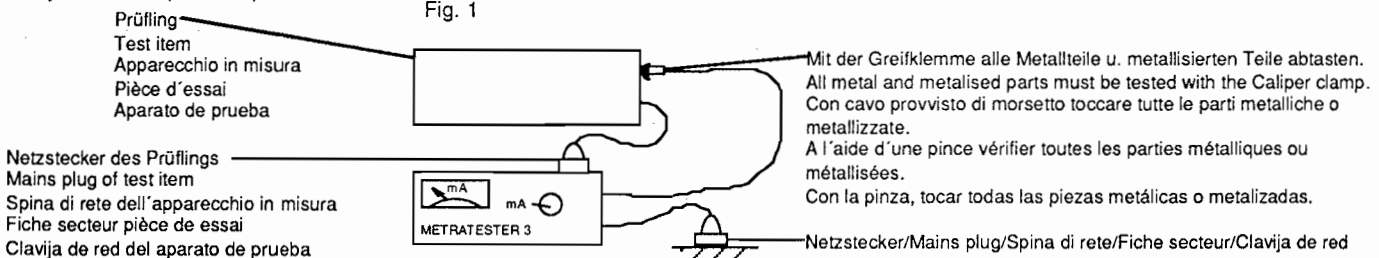 Fig. 1
Prüfling
Test item
Apparecchio in misura
Pièce d´essai
Aparato de prueba
Mit der Greifklemme alle Metallteile u. metallisierten Teile abtasten.
All metal and metalised parts must be tested with the Caliper clamp.
Con cavo provvisto di morsetto toccare tutte le parti metalliche o
metallizzate.
A l´aide d´une pince vérifier toutes les parties métalliques ou
métallisées.
Con la pinza, tocar todas las piezas metálicas o metalizadas.
Netzstecker des Prüflings
Mains plug of test item
Spina di rete dell´apparecchio in misura
Fiche secteur pièce de essai
Clavija de red del aparato de prueba
mA
mA
METRATESTER 3
Netzstecker/Mains plug/Spina di rete/Fiche secteur/Clavija de red